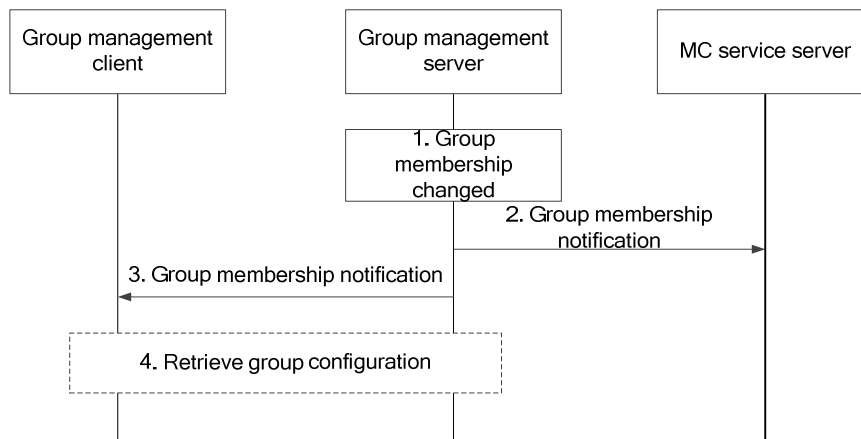 Group management
client
Group management
server
MC service server
1. Group
membership
changed
2. Group membership
notification
3. Group membership notification
4. Retrieve group configuration